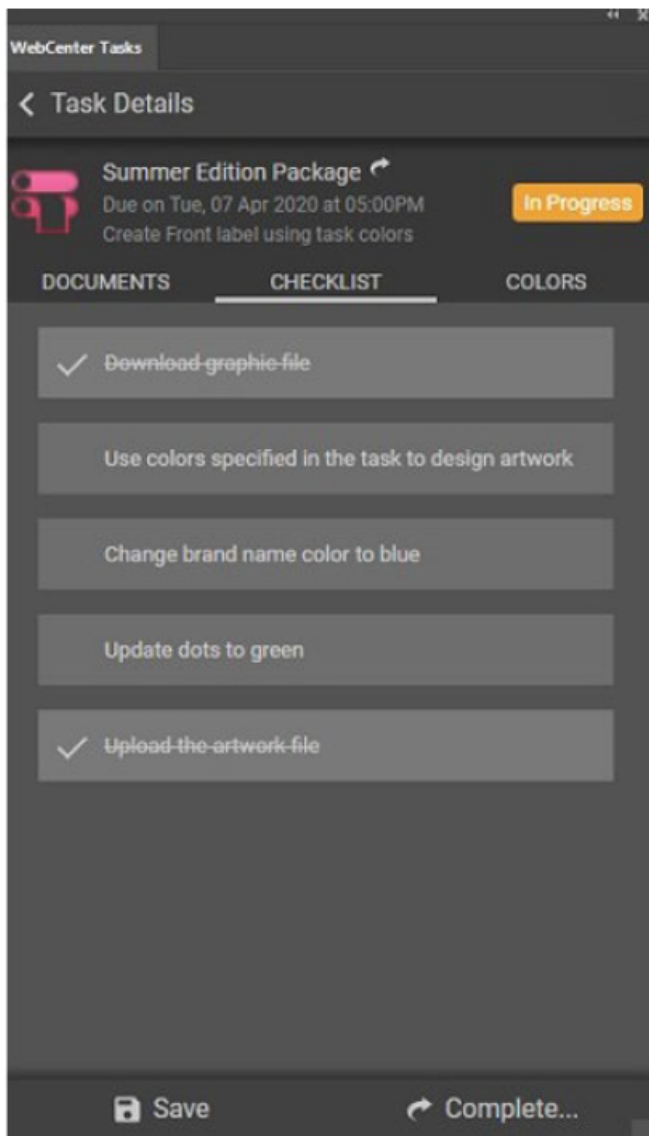 WebCenter Tasks
Task Details
Summer Edition Package
Due on Tue, 07 Apr 2020 at 05:00PM
In Progress
Create Front label using task colors
DOCUMENTS CHECKLIST COLORS
Download graphic file
Use colors specified in the task to design artwork
Change brand name color to blue
Update dots to green
Upload the artwork file
Save Complete...